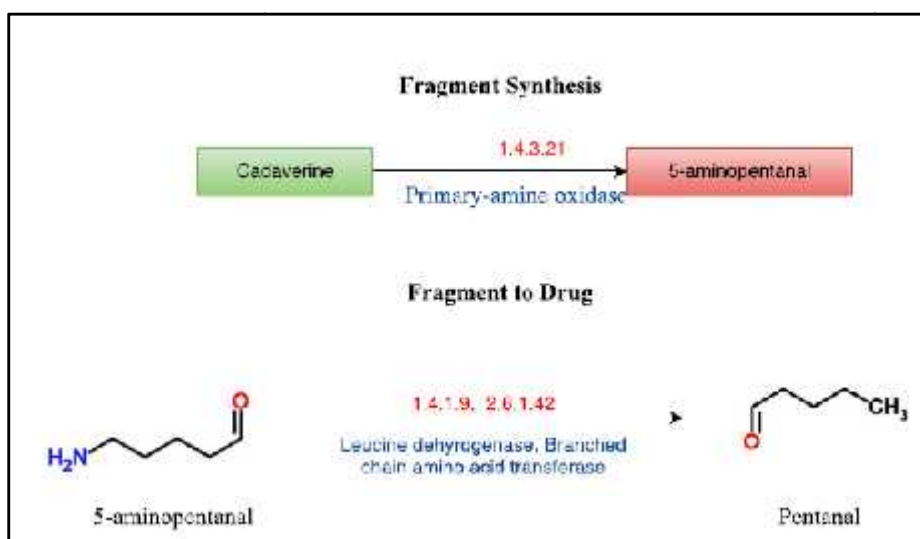 Fragment Synthesis
1.4.3.21
Cadaverine
5-aminopentanal
Primary-amine oxidase
Fragment to Drug
O
H₂N
1.4.1.9, 2.6.1.42
Leucine dehyrogenase, Branched
chain amino acid transferase
CH₃
O
5-aminopentanal
Pentanal